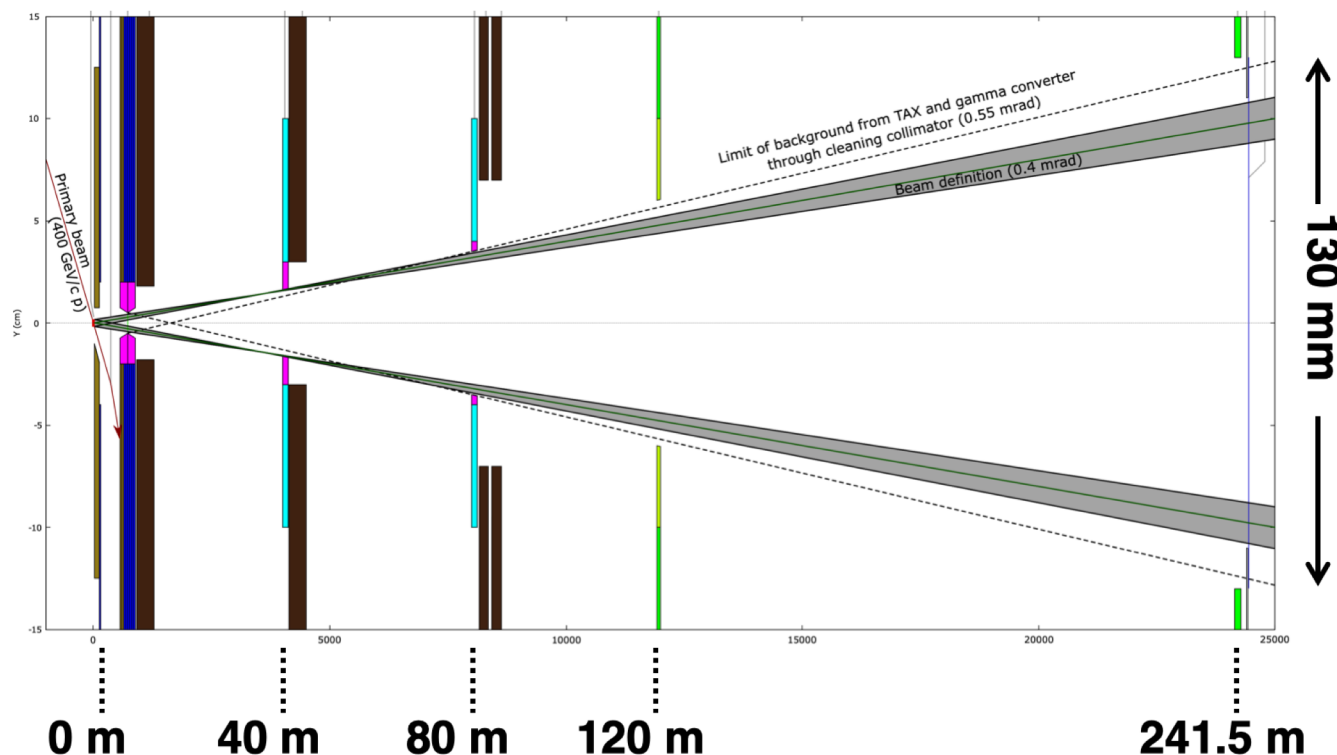 15
10
5
0
-5
-10
-15
Y (cm)
Primary beam
(400 GeV/c p)
Limit of background from TAX and gamma converter
through cleaning collimator (0.55 mrad)
Beam definition (0.4 mrad)
130 mm
0
5000
10000
15000
20000
25000
0 m
40 m
80 m
120 m
241.5 m